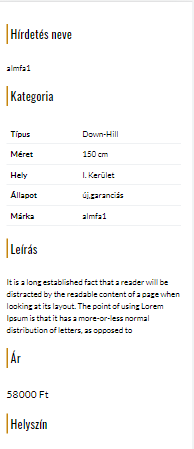 Hírdetés neve
almfa1
Kategoria
Típus Down-Hill
Méret 150 cm
Hely I. Kerület
Állapot új,garanciás
Márka almfa1
Leírás
It is a long established fact that a reader will be
distracted by the readable content of a page when
looking at its layout. The point of using Lorem
Ipsum is that it has a more-or-less normal
distribution of letters, as opposed to
Ár
58000 Ft
Helyszín